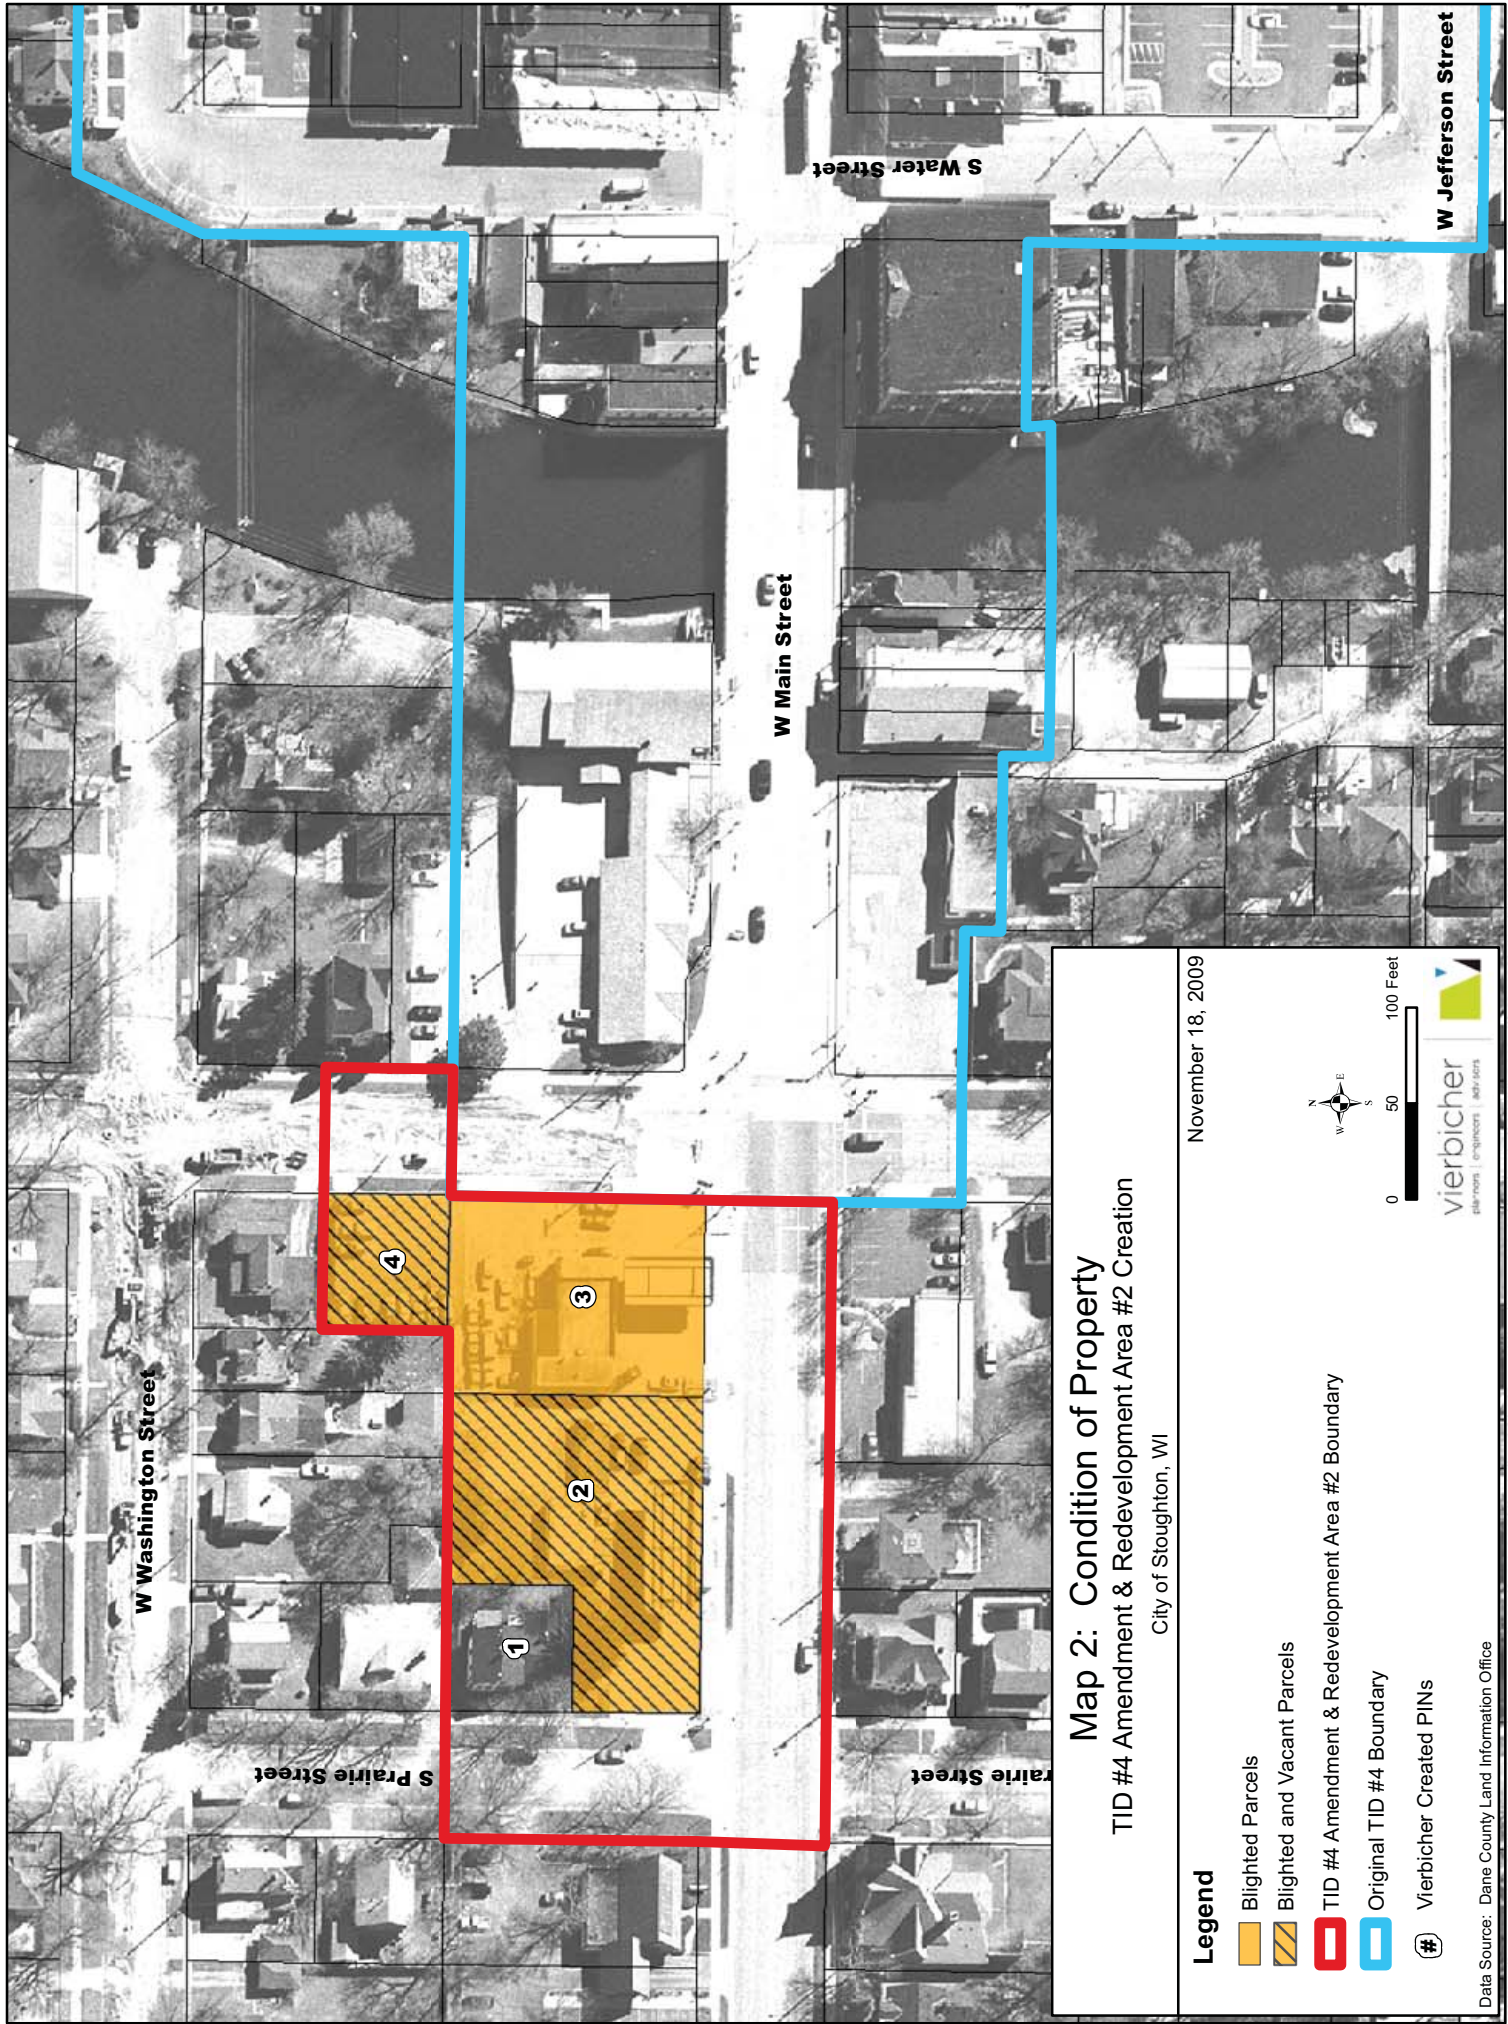 W Washington Street
S Prairie Street
W Main Street
S Water Street
W Jefferson Street
rairie Street
1
2
3
4
Map 2: Condition of Property
TID #4 Amendment & Redevelopment Area #2 Creation
City of Stoughton, WI
November 18, 2009
Legend
Blighted Parcels
Blighted and Vacant Parcels
TID #4 Amendment & Redevelopment Area #2 Boundary
Original TID #4 Boundary
# Vierbicher Created PINs
N
W E
S
0 50 100 Feet
vierbicher
planners | engineers | advisors
Data Source: Dane County Land Information Office